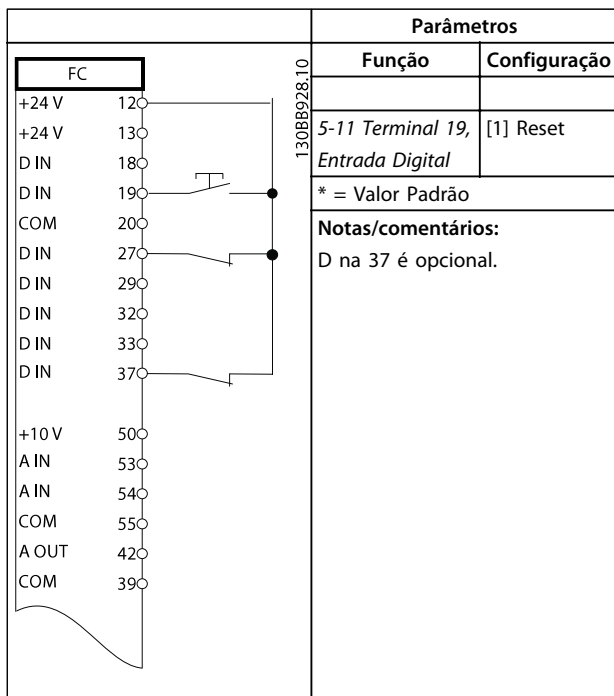 Parâmetros
Função Configuração
5-11 Terminal 19, [1] Reset
Entrada Digital
* = Valor Padrão
Notas/comentários:
D na 37 é opcional.
FC
+24 V 12
+24 V 13
D IN 18
D IN 19
COM 20
D IN 27
D IN 29
D IN 32
D IN 33
D IN 37
+10 V 50
A IN 53
A IN 54
COM 55
A OUT 42
COM 39
130BB928.10